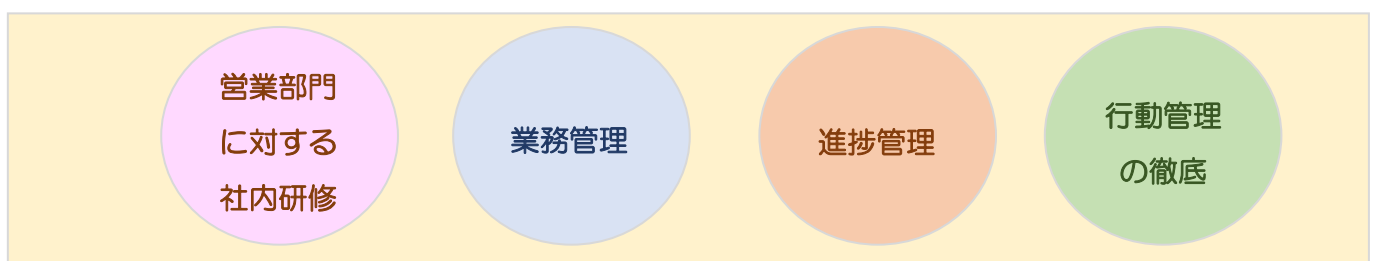 営業部門
に対する
社内研修
業務管理
進捗管理
行動管理
の徹底